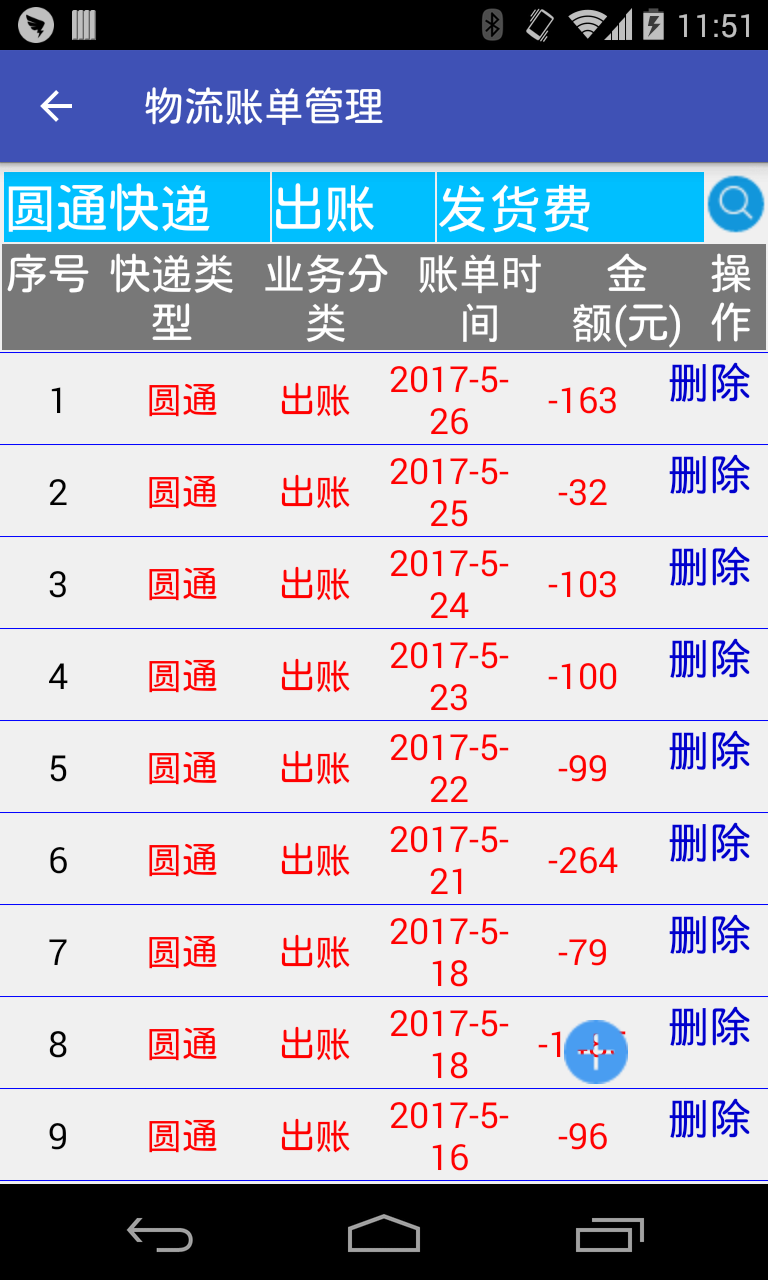 11:51
物流账单管理
圆通快递 出账 发货费
序号 快递类型 业务分类 账单时间 金额(元) 操作
1 圆通 出账 2017-5-26 -163 删除
2 圆通 出账 2017-5-25 -32 删除
3 圆通 出账 2017-5-24 -103 删除
4 圆通 出账 2017-5-23 -100 删除
5 圆通 出账 2017-5-22 -99 删除
6 圆通 出账 2017-5-21 -264 删除
7 圆通 出账 2017-5-18 -79 删除
8 圆通 出账 2017-5-18 删除
9 圆通 出账 2017-5-16 -96 删除